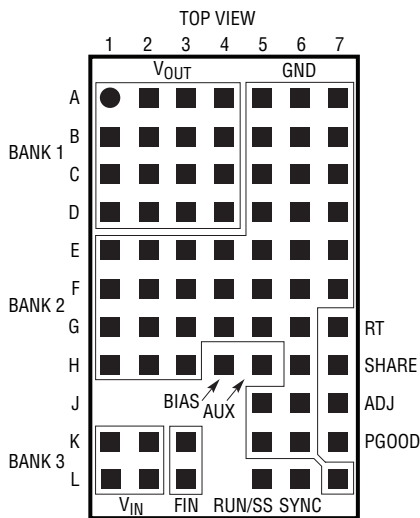 TOP VIEW
1 2 3 4 5 6 7
VOUT GND
A
B
BANK 1
C
D
E
F
BANK 2
G RT
H SHARE
BIAS AUX
J ADJ
K PGOOD
BANK 3
L
VIN FIN RUN/SS SYNC